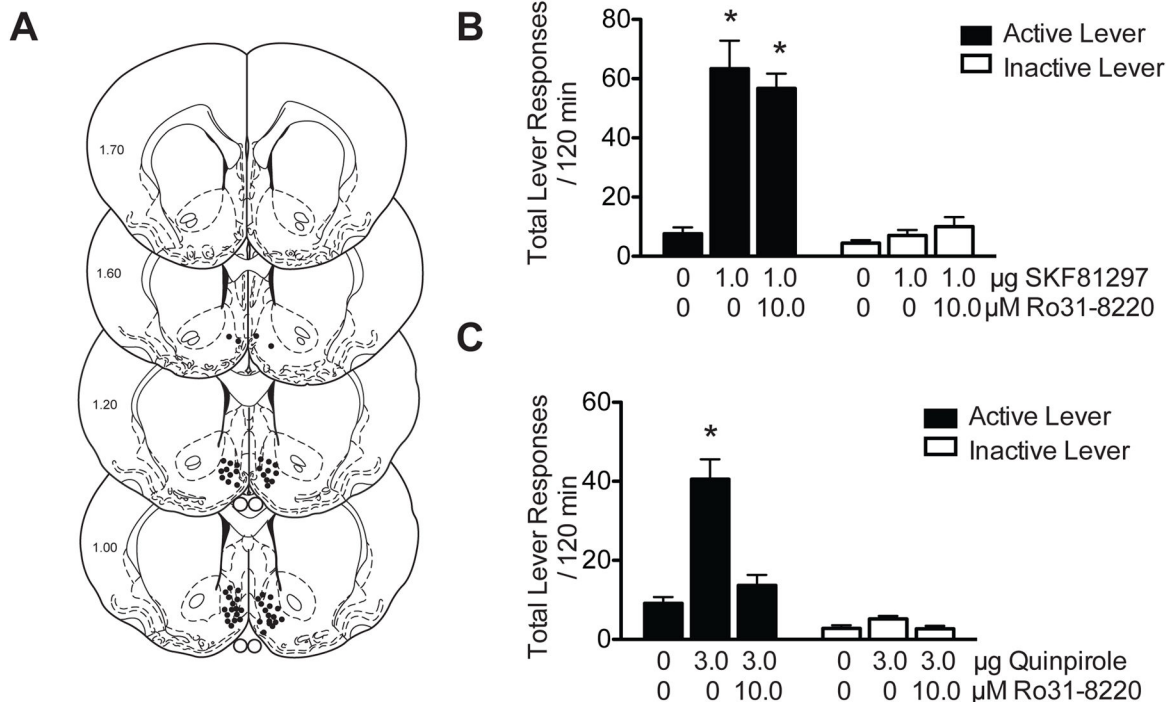 A
1.70
1.60
1.20
1.00
B
Total Lever Responses
/ 120 min
80
60
40
20
0
*
*
Active Lever
Inactive Lever
0 1.0 1.0 0 1.0 1.0 µg SKF81297
0 0 10.0 0 0 10.0 µM Ro31-8220
C
Total Lever Responses
/ 120 min
60
40
20
0
*
Active Lever
Inactive Lever
0 3.0 3.0 0 3.0 3.0 µg Quinpirole
0 0 10.0 0 0 10.0 µM Ro31-8220